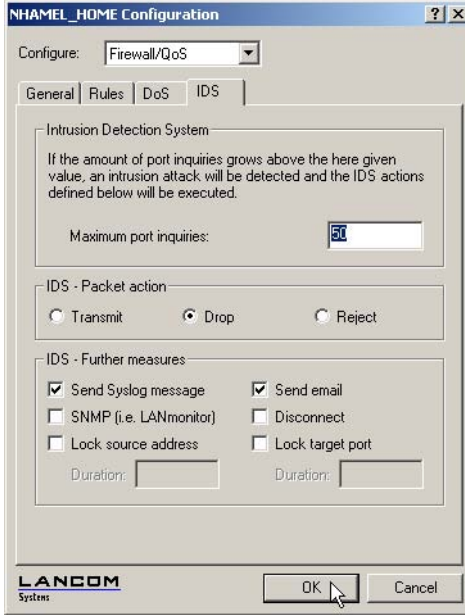 NHAMEL_HOME Configuration
Configure: Firewall/QoS
General Rules DoS IDS
Intrusion Detection System
If the amount of port inquiries grows above the here given
value, an intrusion attack will be detected and the IDS actions
defined below will be executed.
Maximum port inquiries: 50
IDS - Packet action
Transmit Drop Reject
IDS - Further measures
Send Syslog message Send email
SNMP (i.e. LANmonitor) Disconnect
Lock source address Lock target port
Duration: Duration:
LANCOM
Systems
OK Cancel